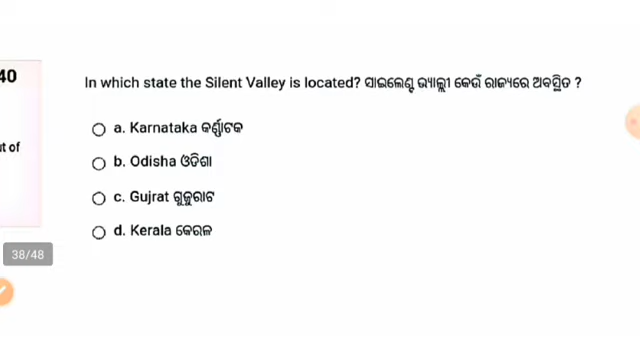 40
In which state the Silent Valley is located? ସାଇଲେଣ୍ଟ ଭ୍ୟାଲ୍ଲୀ କେଉଁ ରାଜ୍ୟରେ ଅବସ୍ଥିତ ?
a. Karnataka କର୍ଣ୍ଣାଟକ
ut of
b. Odisha ଓଡିଶା
c. Gujrat ଗୁଜୁରାଟ
d. Kerala କେରଳ
38/48